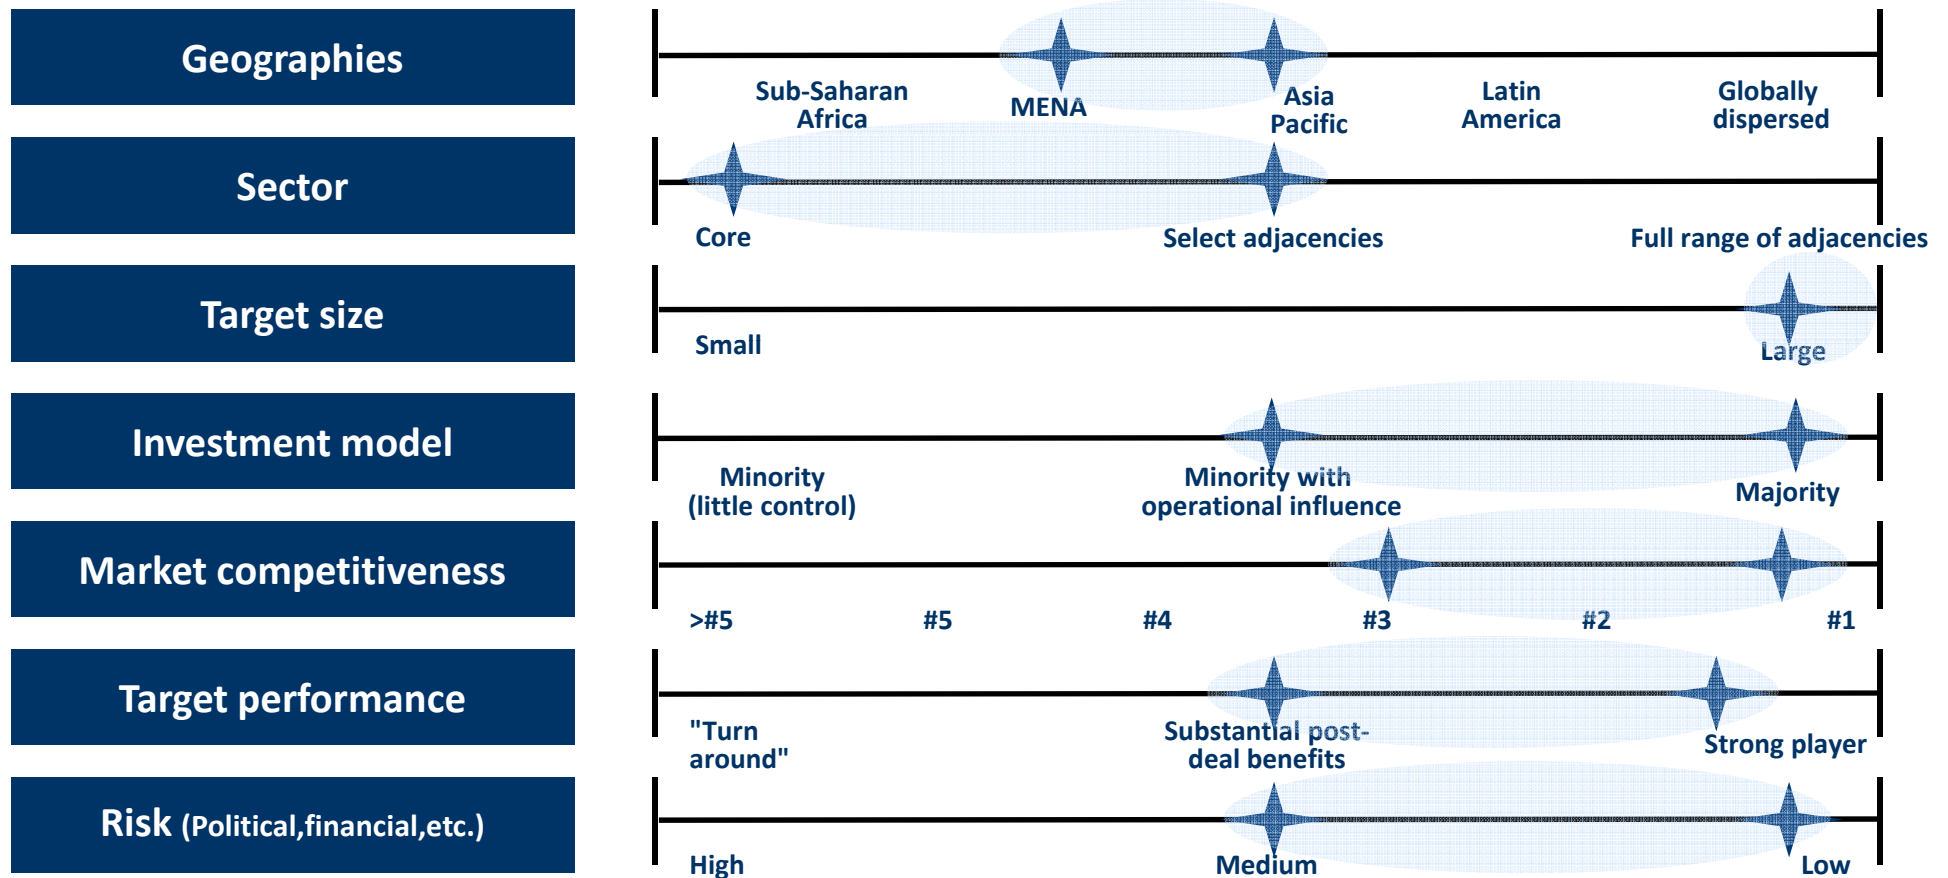 Geographies
Sub-Saharan
Africa
MENA
Asia
Pacific
Latin
America
Globally
dispersed
Sector
Core
Select adjacencies
Full range of adjacencies
Target size
Small
Large
Investment model
Minority
(little control)
Minority with
operational influence
Majority
Market competitiveness
>#5
#5
#4
#3
#2
#1
Target performance
"Turn
around"
Substantial post-
deal benefits
Strong player
Risk (Political,financial,etc.)
High
Medium
Low